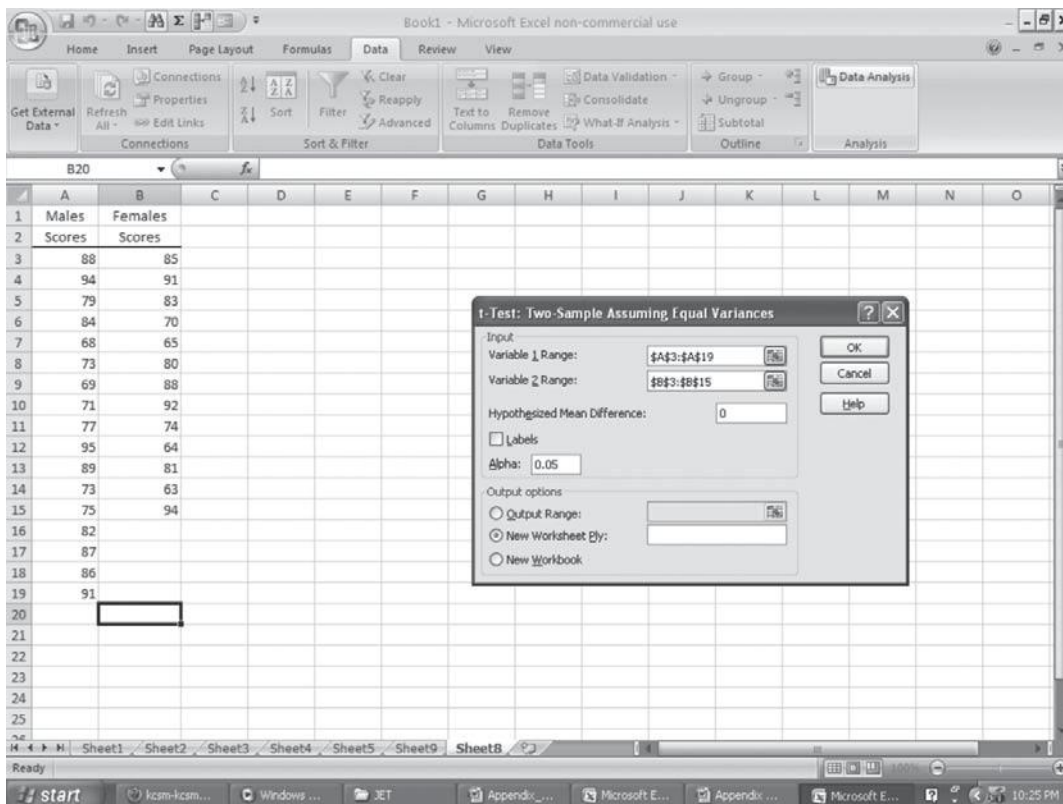 Book1 - Microsoft Excel non-commercial use
Home Insert Page Layout Formulas Data Review View
Get External Data
Refresh All
Connections
Properties
Edit Links
Connections
Sort
Filter
Clear
Reapply
Advanced
Sort & Filter
Text to Columns
Remove Duplicates
Data Validation
Consolidate
What-If Analysis
Data Tools
Group
Ungroup
Subtotal
Outline
Data Analysis
Analysis
B20 fx
A B C D E F G H I J K L M N O
1 Males Females
2 Scores Scores
3 88 85
4 94 91
5 79 83
6 84 70
7 68 65
8 73 80
9 69 88
10 71 92
11 77 74
12 95 64
13 89 81
14 73 63
15 75 94
16 82
17 87
18 86
19 91
20
21
22
23
24
25
t-Test: Two-Sample Assuming Equal Variances
Input
Variable 1 Range: $A$3:$A$19
Variable 2 Range: $B$3:$B$15
Hypothesized Mean Difference: 0
Labels
Alpha: 0.05
Output options
Output Range:
New Worksheet Ply:
New Workbook
OK
Cancel
Help
Sheet1 Sheet2 Sheet3 Sheet4 Sheet5 Sheet9 Sheet8
Ready 100%
start kcsm-kcsm... Windows ... JET Appendix_... Microsoft E... Appendix ... Microsoft E... 10:25 PM